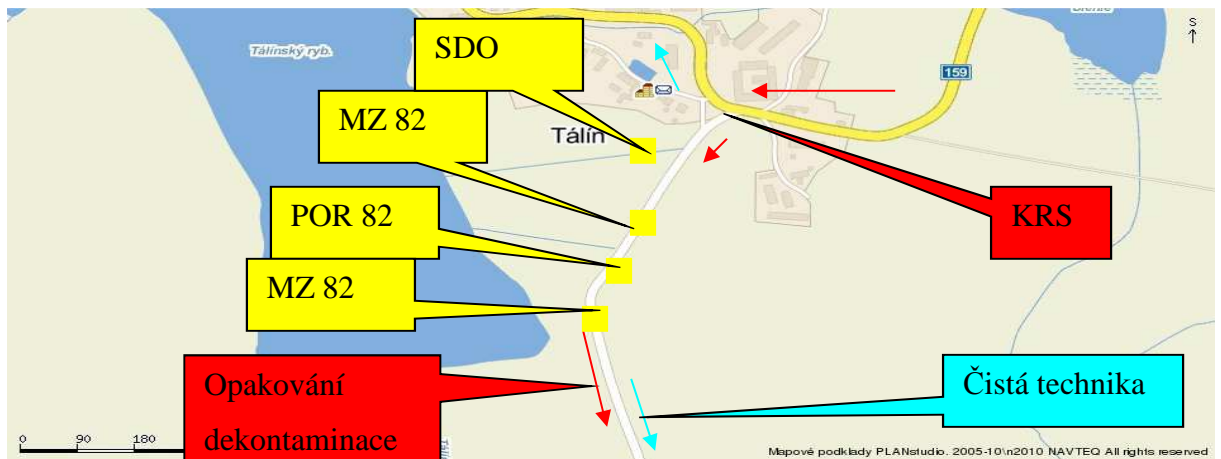 Tálínský ryb.
SDO
MZ 82
POR 82
MZ 82
Tálín
159
S
KRS
Opakování
dekontaminace
Čistá technika
0 90 180
Mapové podklady PLANstudio. 2005-10\n2010 NAVTEQ All rights reserved